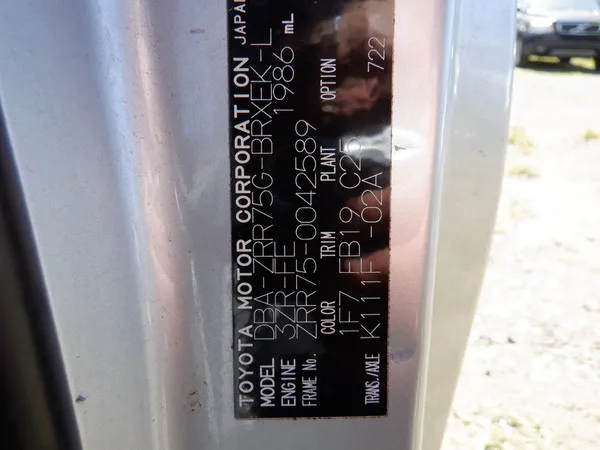 TOYOTA MOTOR CORPORATION JAPAN
MODEL DBA-ZRR75G-BRXEK-L
ENGINE 3ZR-FE 1986 mL
FRAME No. ZRR75-0042589
COLOR TRIM PLANT OPTION
1F7 FB19 C25 722
TRANS./AXLE K111F -02A